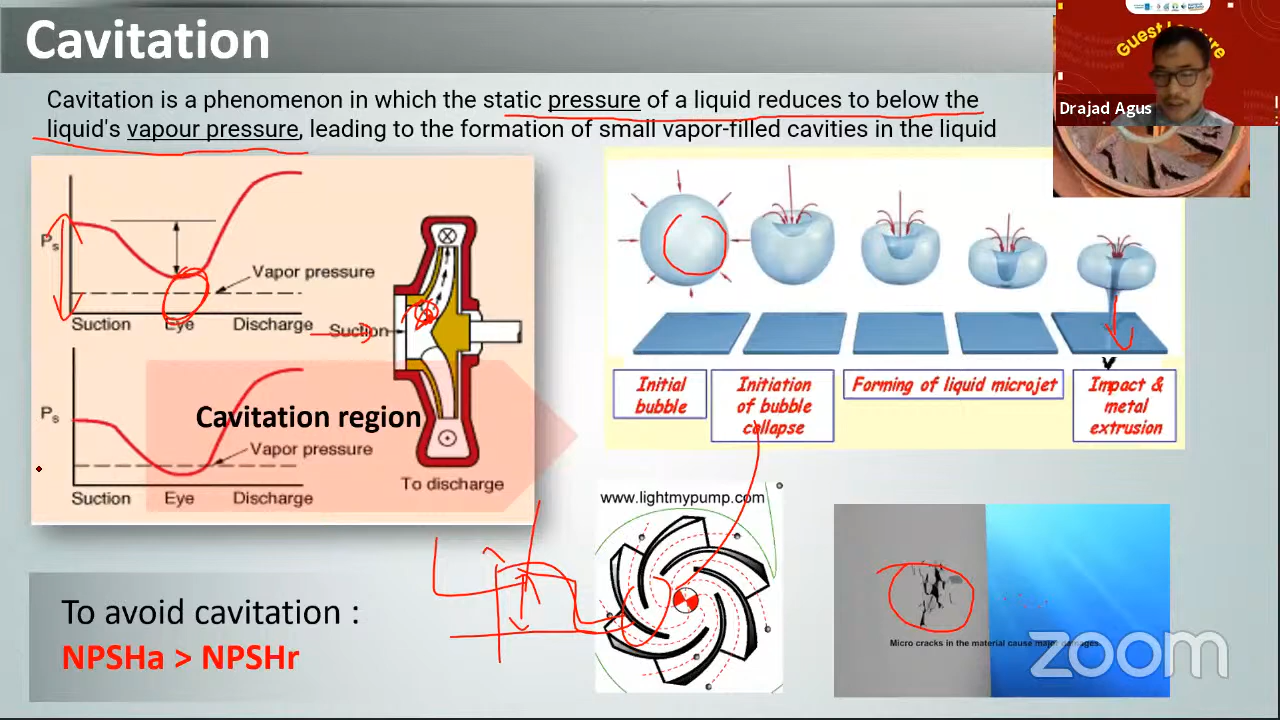 Cavitation
Guest Lecture
Drajad Agus
Cavitation is a phenomenon in which the static pressure of a liquid reduces to below the
liquid's vapour pressure, leading to the formation of small vapor-filled cavities in the liquid
Ps
Vapor pressure
Suction
Eye
Discharge
Suction
Ps
Cavitation region
Vapor pressure
Suction
Eye
Discharge
To discharge
Initial
bubble
Initiation
of bubble
collapse
Forming of liquid microjet
Impact &
metal
extrusion
www.lightmypump.com
To avoid cavitation :
NPSHa > NPSHr
Micro cracks in the material cause major damages
zoom